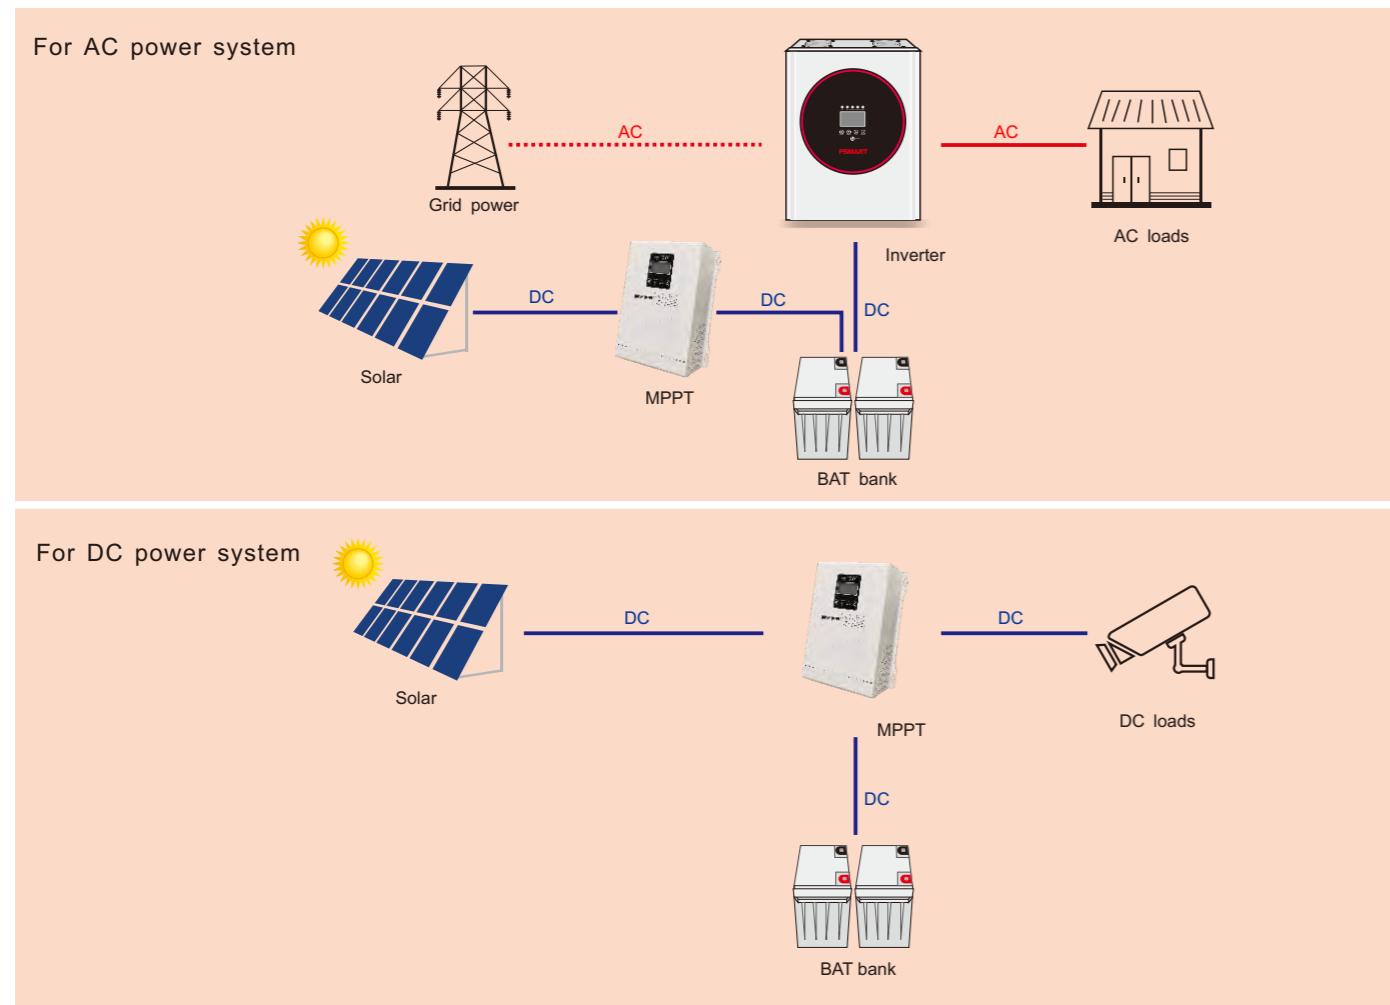 For AC power system
AC
AC
PSMART
Grid power
AC loads
Inverter
DC
DC
DC
Solar
MPPT
BAT bank
For DC power system
DC
DC
Solar
MPPT
DC loads
DC
BAT bank